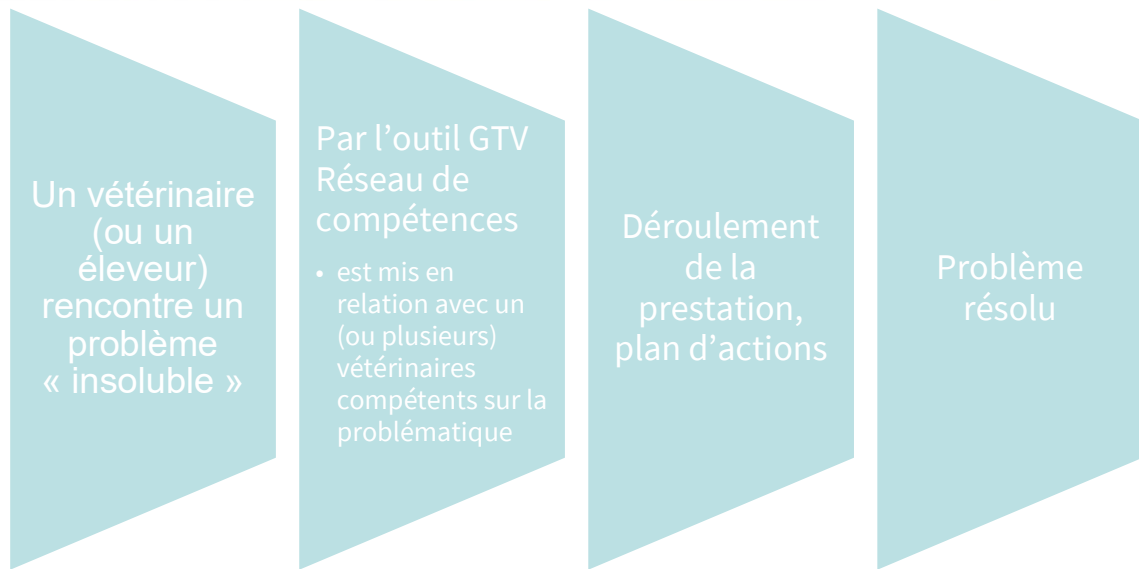 Un vétérinaire
(ou un
éleveur)
rencontre un
problème
« insoluble »
Par l’outil GTV
Réseau de
compétences
• est mis en
relation avec un
(ou plusieurs)
vétérinaires
compétents sur la
problématique
Déroulement
de la
prestation,
plan d’actions
Problème
résolu